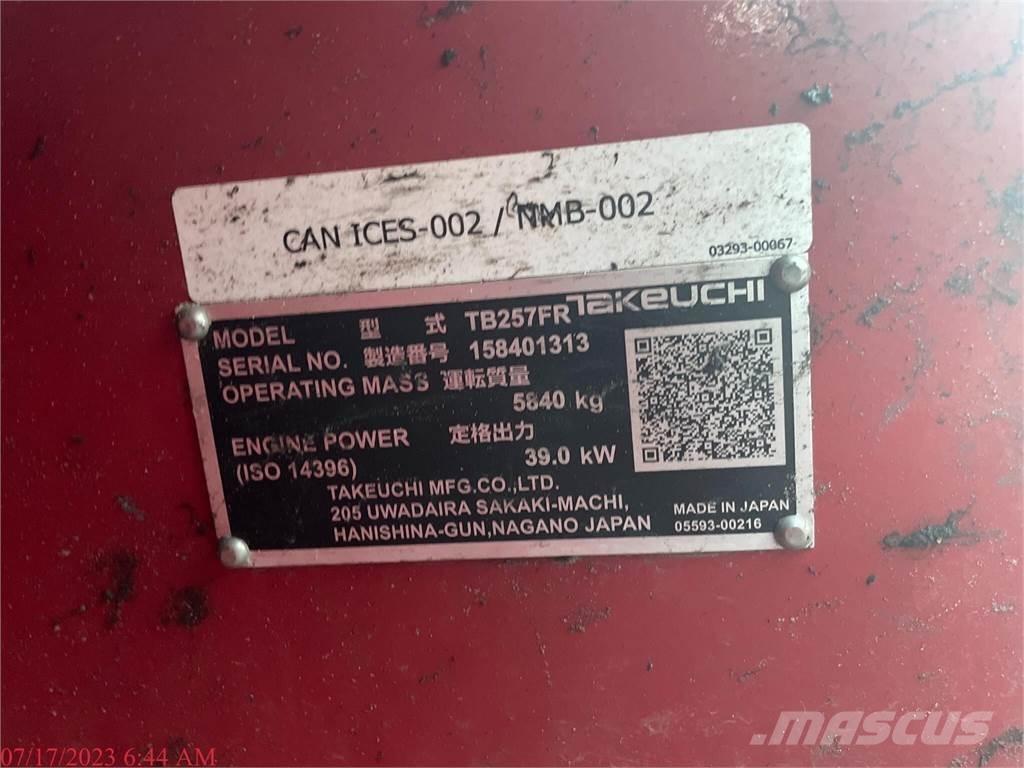 CAN ICES-002 / NMB-002
03293-00067
TAKEUCHI
MODEL 型 式 TB257FR
SERIAL NO. 製造番号 158401313
OPERATING MASS 運転質量
5840 kg
ENGINE POWER 定格出力
(ISO 14396) 39.0 kW
TAKEUCHI MFG.CO.,LTD.
205 UWADAIRA SAKAKI-MACHI,
HANISHINA-GUN,NAGANO JAPAN
MADE IN JAPAN
05593-00216
MASCUS
07/17/2023 6:44 AM